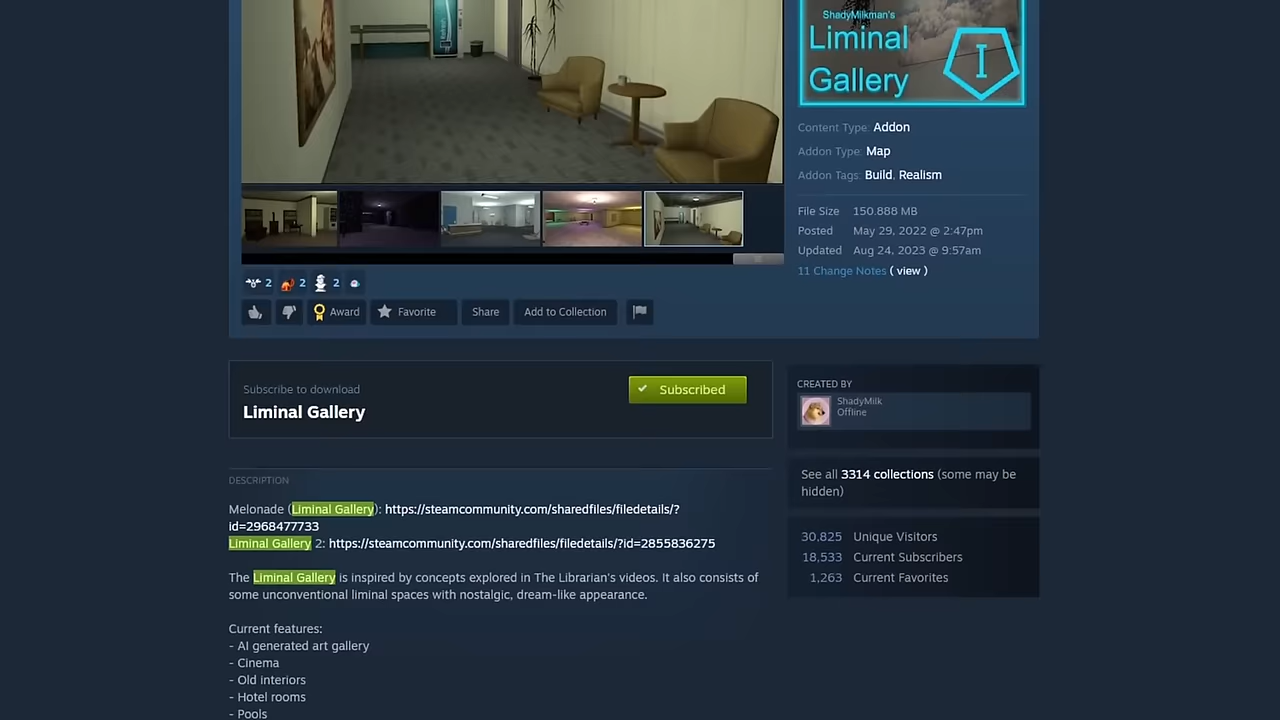 ShadyMilkman's
Liminal
Gallery
I
Content Type: Addon
Addon Type: Map
Addon Tags: Build, Realism
File Size 150.888 MB
Posted May 29, 2022 @ 2:47pm
Updated Aug 24, 2023 @ 9:57am
11 Change Notes ( view )
2 2 2
Award Favorite Share Add to Collection
Subscribe to download
Liminal Gallery
Subscribed
CREATED BY
ShadyMilk
Offline
See all 3314 collections (some may be
hidden)
30,825 Unique Visitors
18,533 Current Subscribers
1,263 Current Favorites
DESCRIPTION
Melonade (Liminal Gallery): https://steamcommunity.com/sharedfiles/filedetails/?
id=2968477733
Liminal Gallery 2: https://steamcommunity.com/sharedfiles/filedetails/?id=2855836275
The Liminal Gallery is inspired by concepts explored in The Librarian's videos. It also consists of
some unconventional liminal spaces with nostalgic, dream-like appearance.
Current features:
- AI generated art gallery
- Cinema
- Old interiors
- Hotel rooms
- Pools